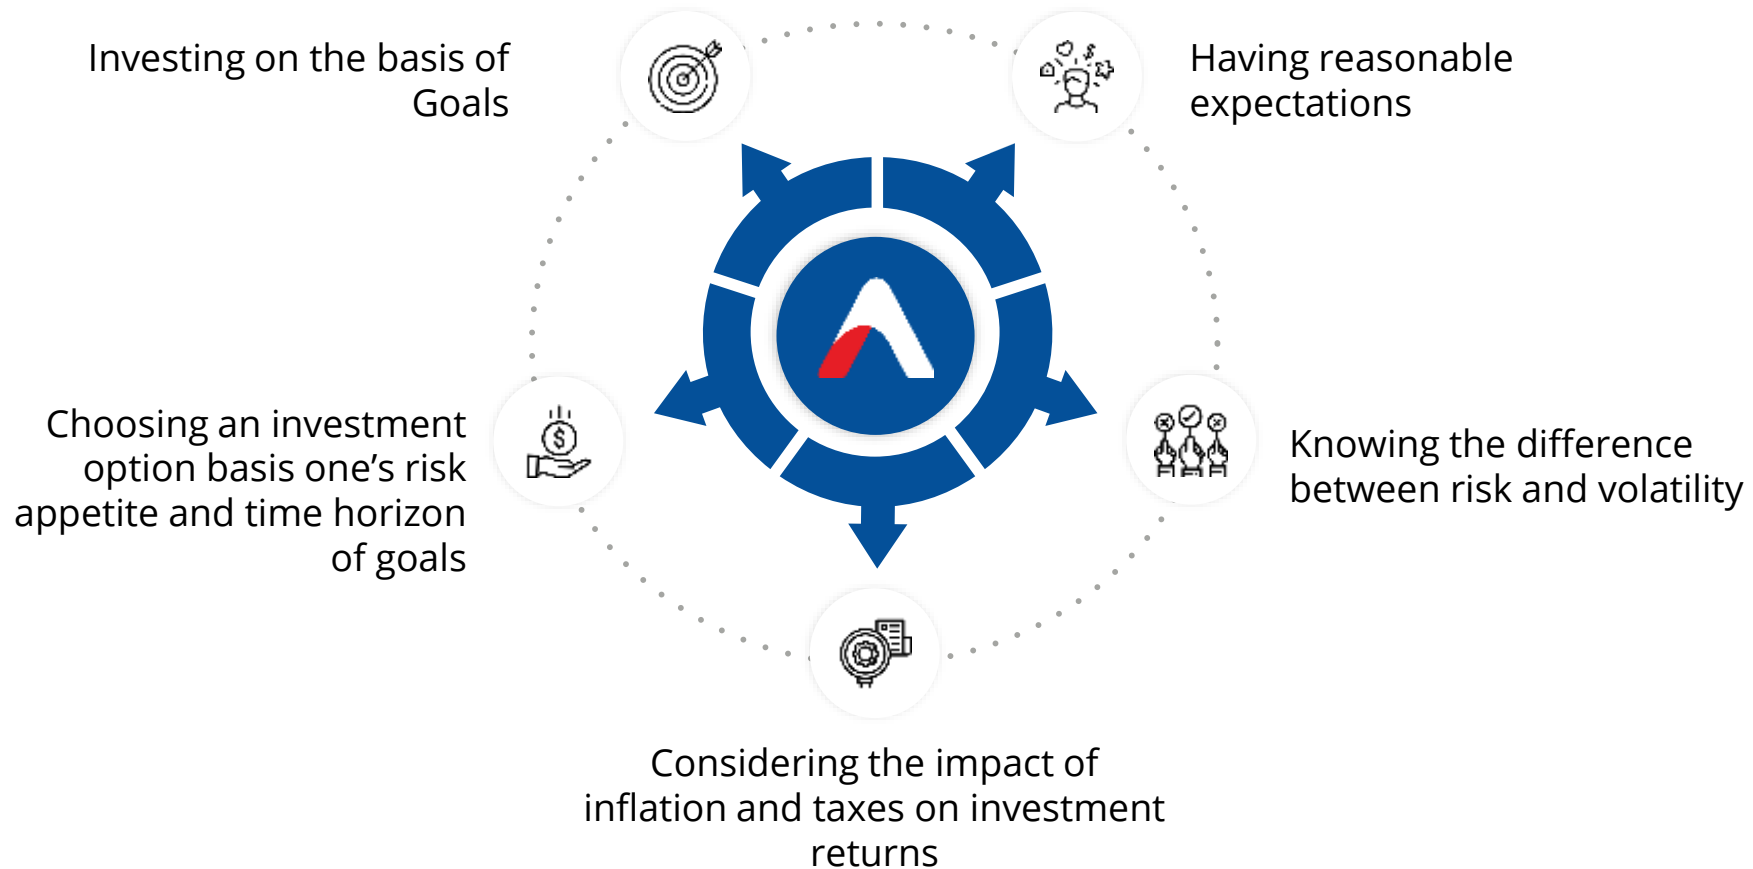 Investing on the basis of
Goals
Having reasonable
expectations
Choosing an investment
option basis one’s risk
appetite and time horizon
of goals
Knowing the difference
between risk and volatility
Considering the impact of
inflation and taxes on investment
returns